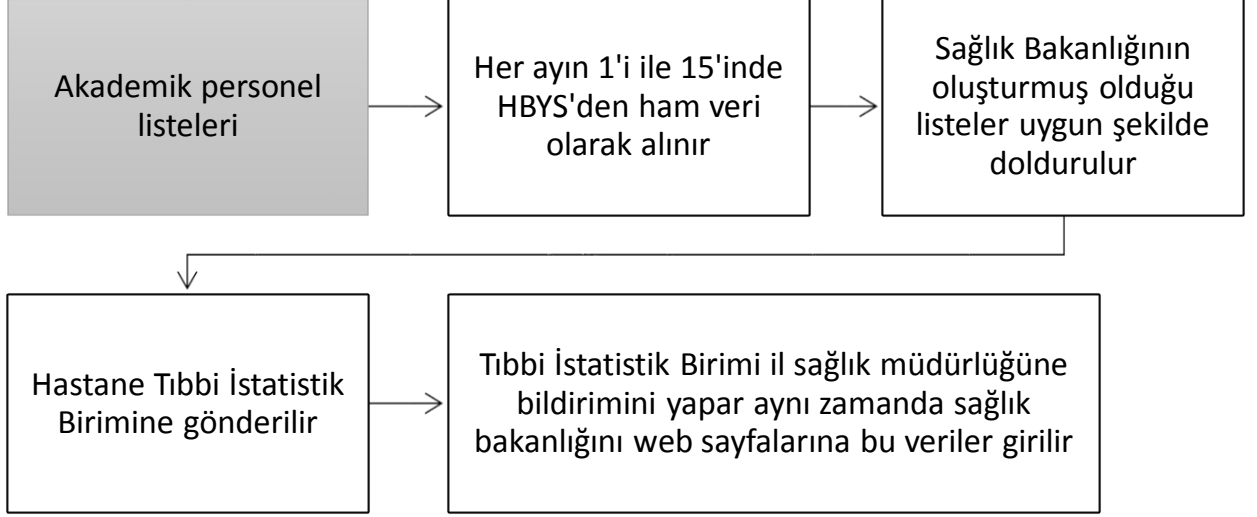 Akademik personel
listeleri
Her ayın 1'i ile 15'inde
HBYS'den ham veri
olarak alınır
Sağlık Bakanlığının
oluşturmuş olduğu
listeler uygun şekilde
doldurulur
Hastane Tıbbi İstatistik
Birimine gönderilir
Tıbbi İstatistik Birimi il sağlık müdürlüğüne
bildirimini yapar aynı zamanda sağlık
bakanlığını web sayfalarına bu veriler girilir